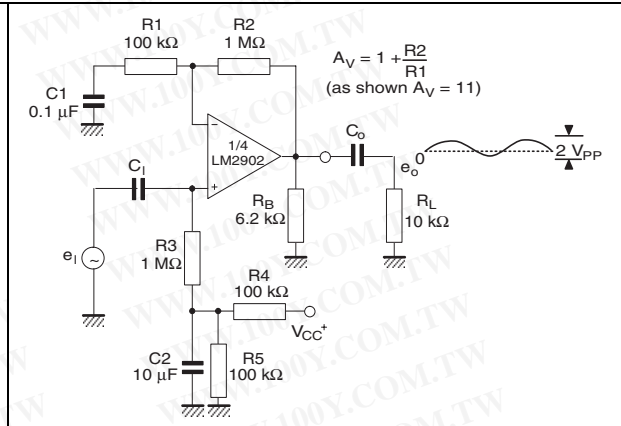 R1
100 kΩ
R2
1 MΩ
A_V = 1 + R2
R1
(as shown A_V = 11)
C1
0.1 µF
1/4
LM2902
−
+
C_I
C_o
e_o
0
2 V_PP
R_B
6.2 kΩ
R_L
10 kΩ
R3
1 MΩ
e_I
~
R4
100 kΩ
V_CC+
C2
10 µF
R5
100 kΩ
WWW.100Y.COM.TW